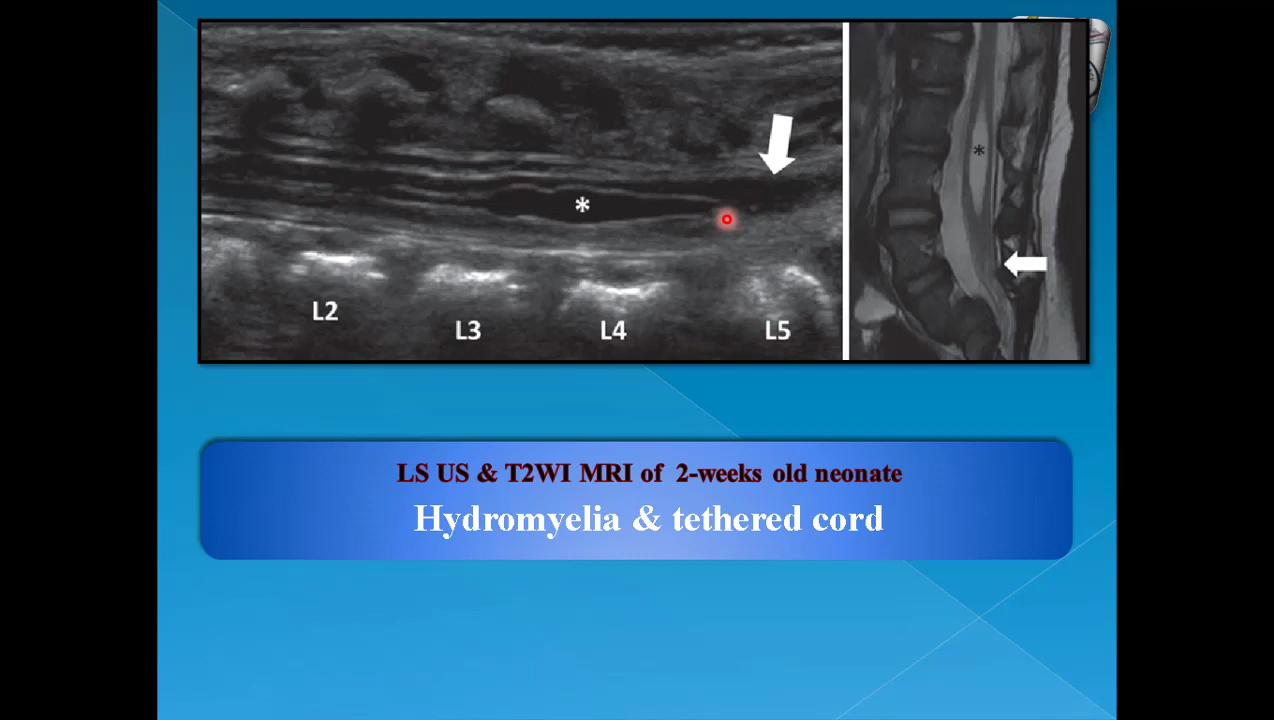 *
*
L2
L3
L4
L5
LS US & T2WI MRI of 2-weeks old neonate
Hydromyelia & tethered cord